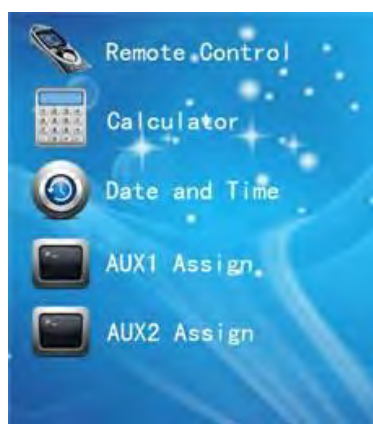 Remote Control
Calculator
Date and Time
AUX1 Assign
AUX2 Assign